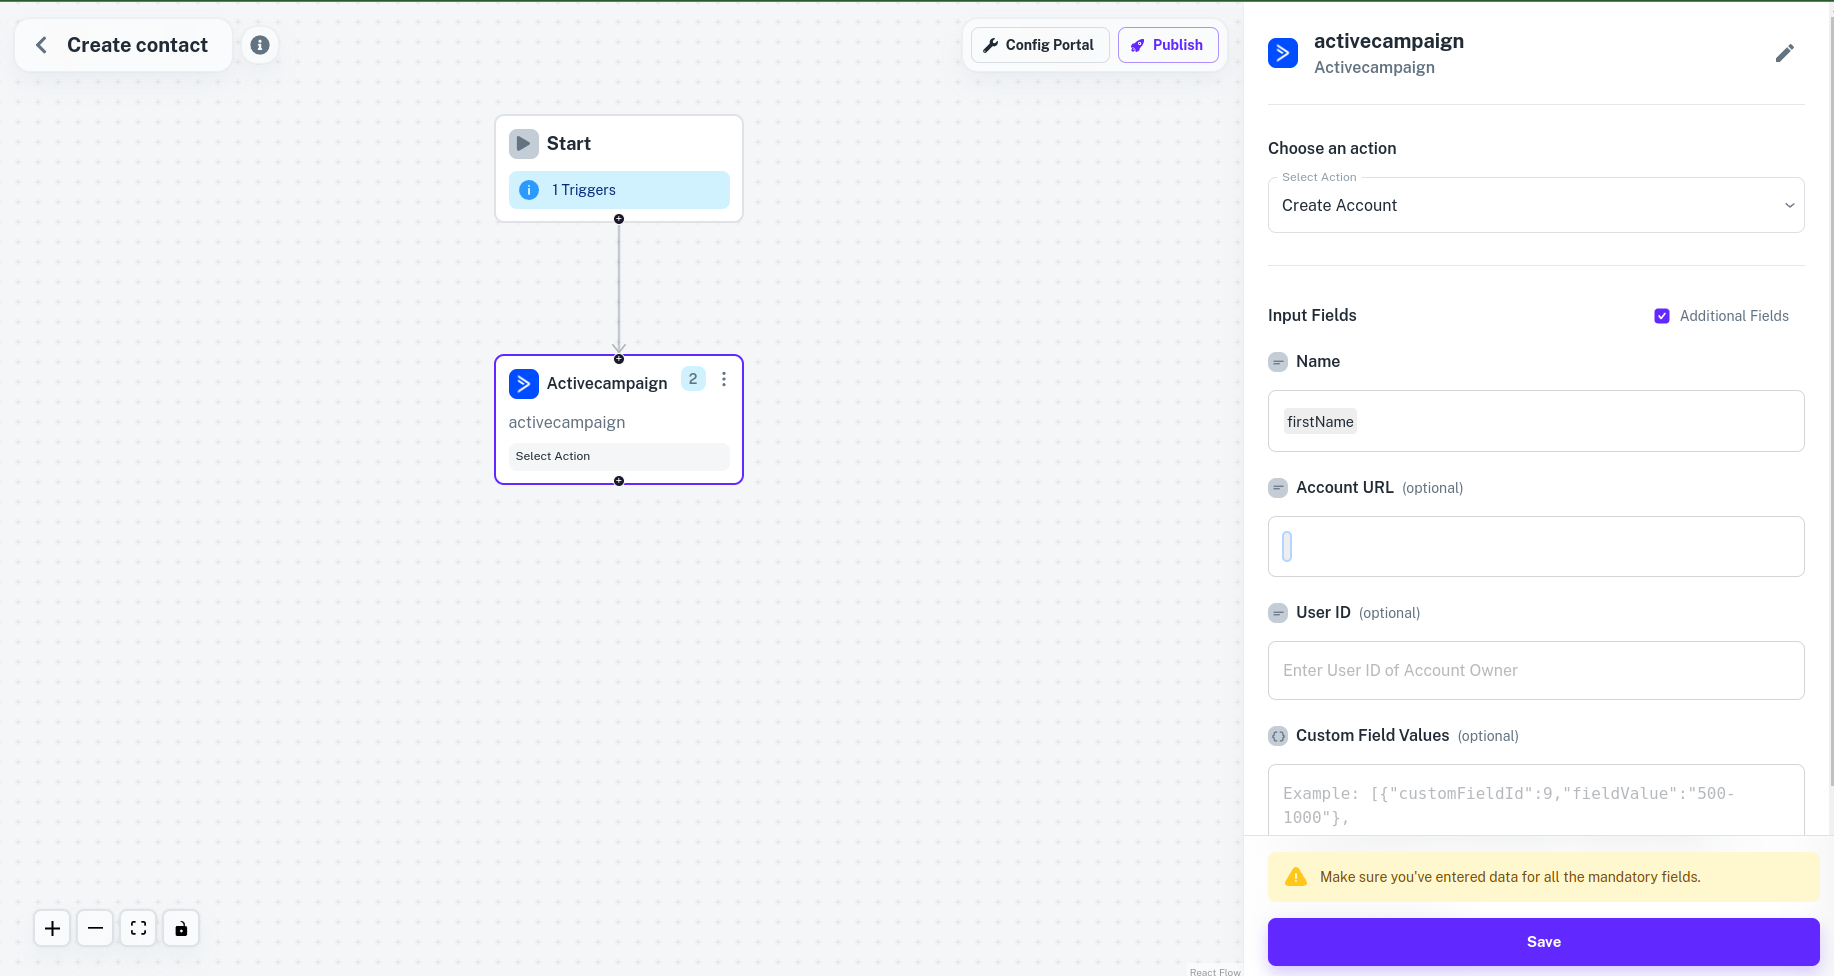 Create contact
Config Portal
Publish
Start
1 Triggers
Activecampaign
2
activecampaign
Select Action
React Flow
activecampaign
Activecampaign
Choose an action
Select Action
Create Account
Input Fields
Additional Fields
Name
firstName
Account URL (optional)
User ID (optional)
Enter User ID of Account Owner
Custom Field Values (optional)
Example: [{"customFieldId":9,"fieldValue":"500-
1000"},
Make sure you've entered data for all the mandatory fields.
Save